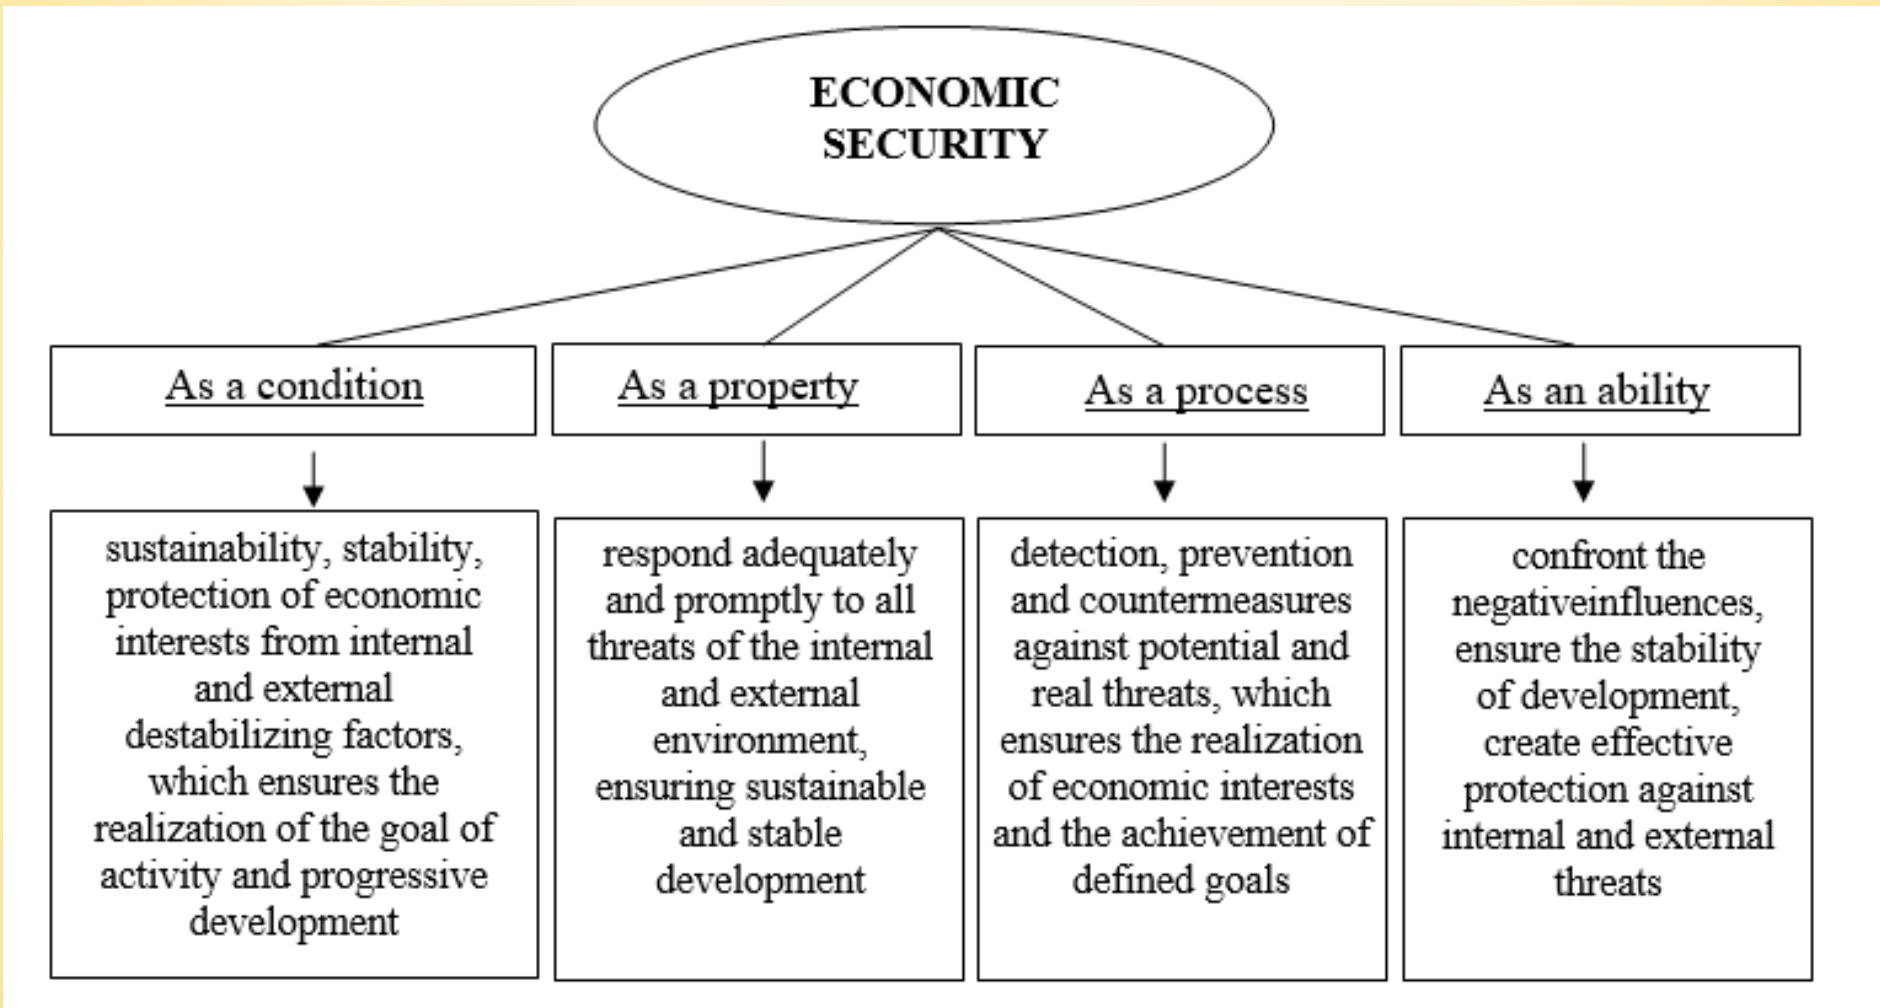 ECONOMIC
SECURITY
As a condition
As a property
As a process
As an ability
sustainability, stability,
protection of economic
interests from internal
and external
destabilizing factors,
which ensures the
realization of the goal of
activity and progressive
development
respond adequately
and promptly to all
threats of the internal
and external
environment,
ensuring sustainable
and stable
development
detection, prevention
and countermeasures
against potential and
real threats, which
ensures the realization
of economic interests
and the achievement of
defined goals
confront the
negativeinfluences,
ensure the stability
of development,
create effective
protection against
internal and external
threats